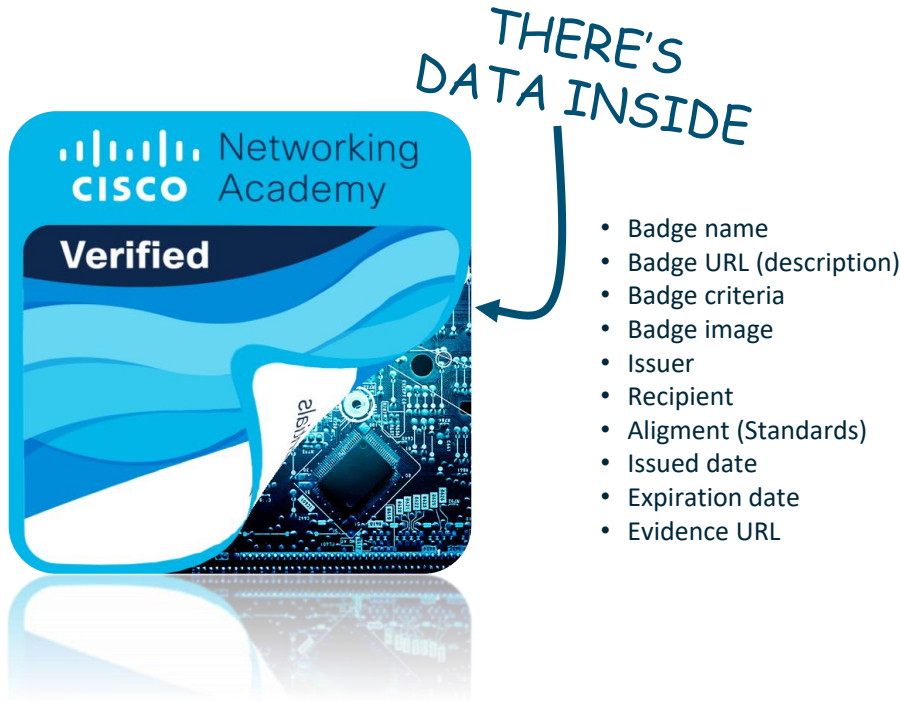 THERE'S
DATA INSIDE
CISCO
Networking
Academy
Verified
• Badge name
• Badge URL (description)
• Badge criteria
• Badge image
• Issuer
• Recipient
• Aligment (Standards)
• Issued date
• Expiration date
• Evidence URL